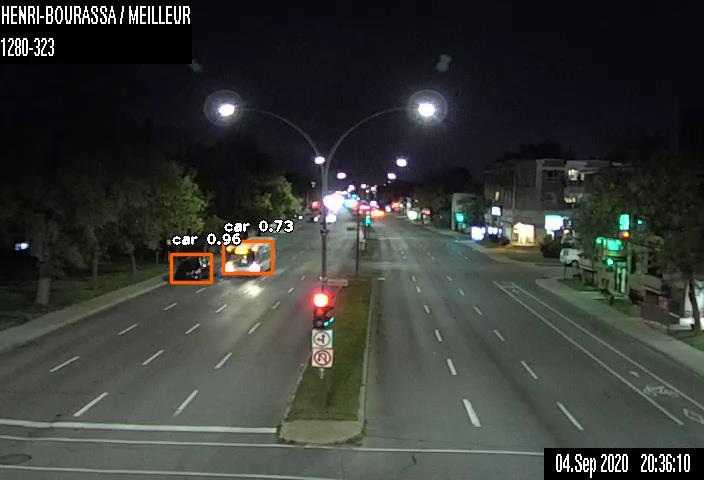 HENRI-BOURASSA / MEILLEUR
1280-323
car 0.73
car 0.96
04.Sep 2020 20:36:10